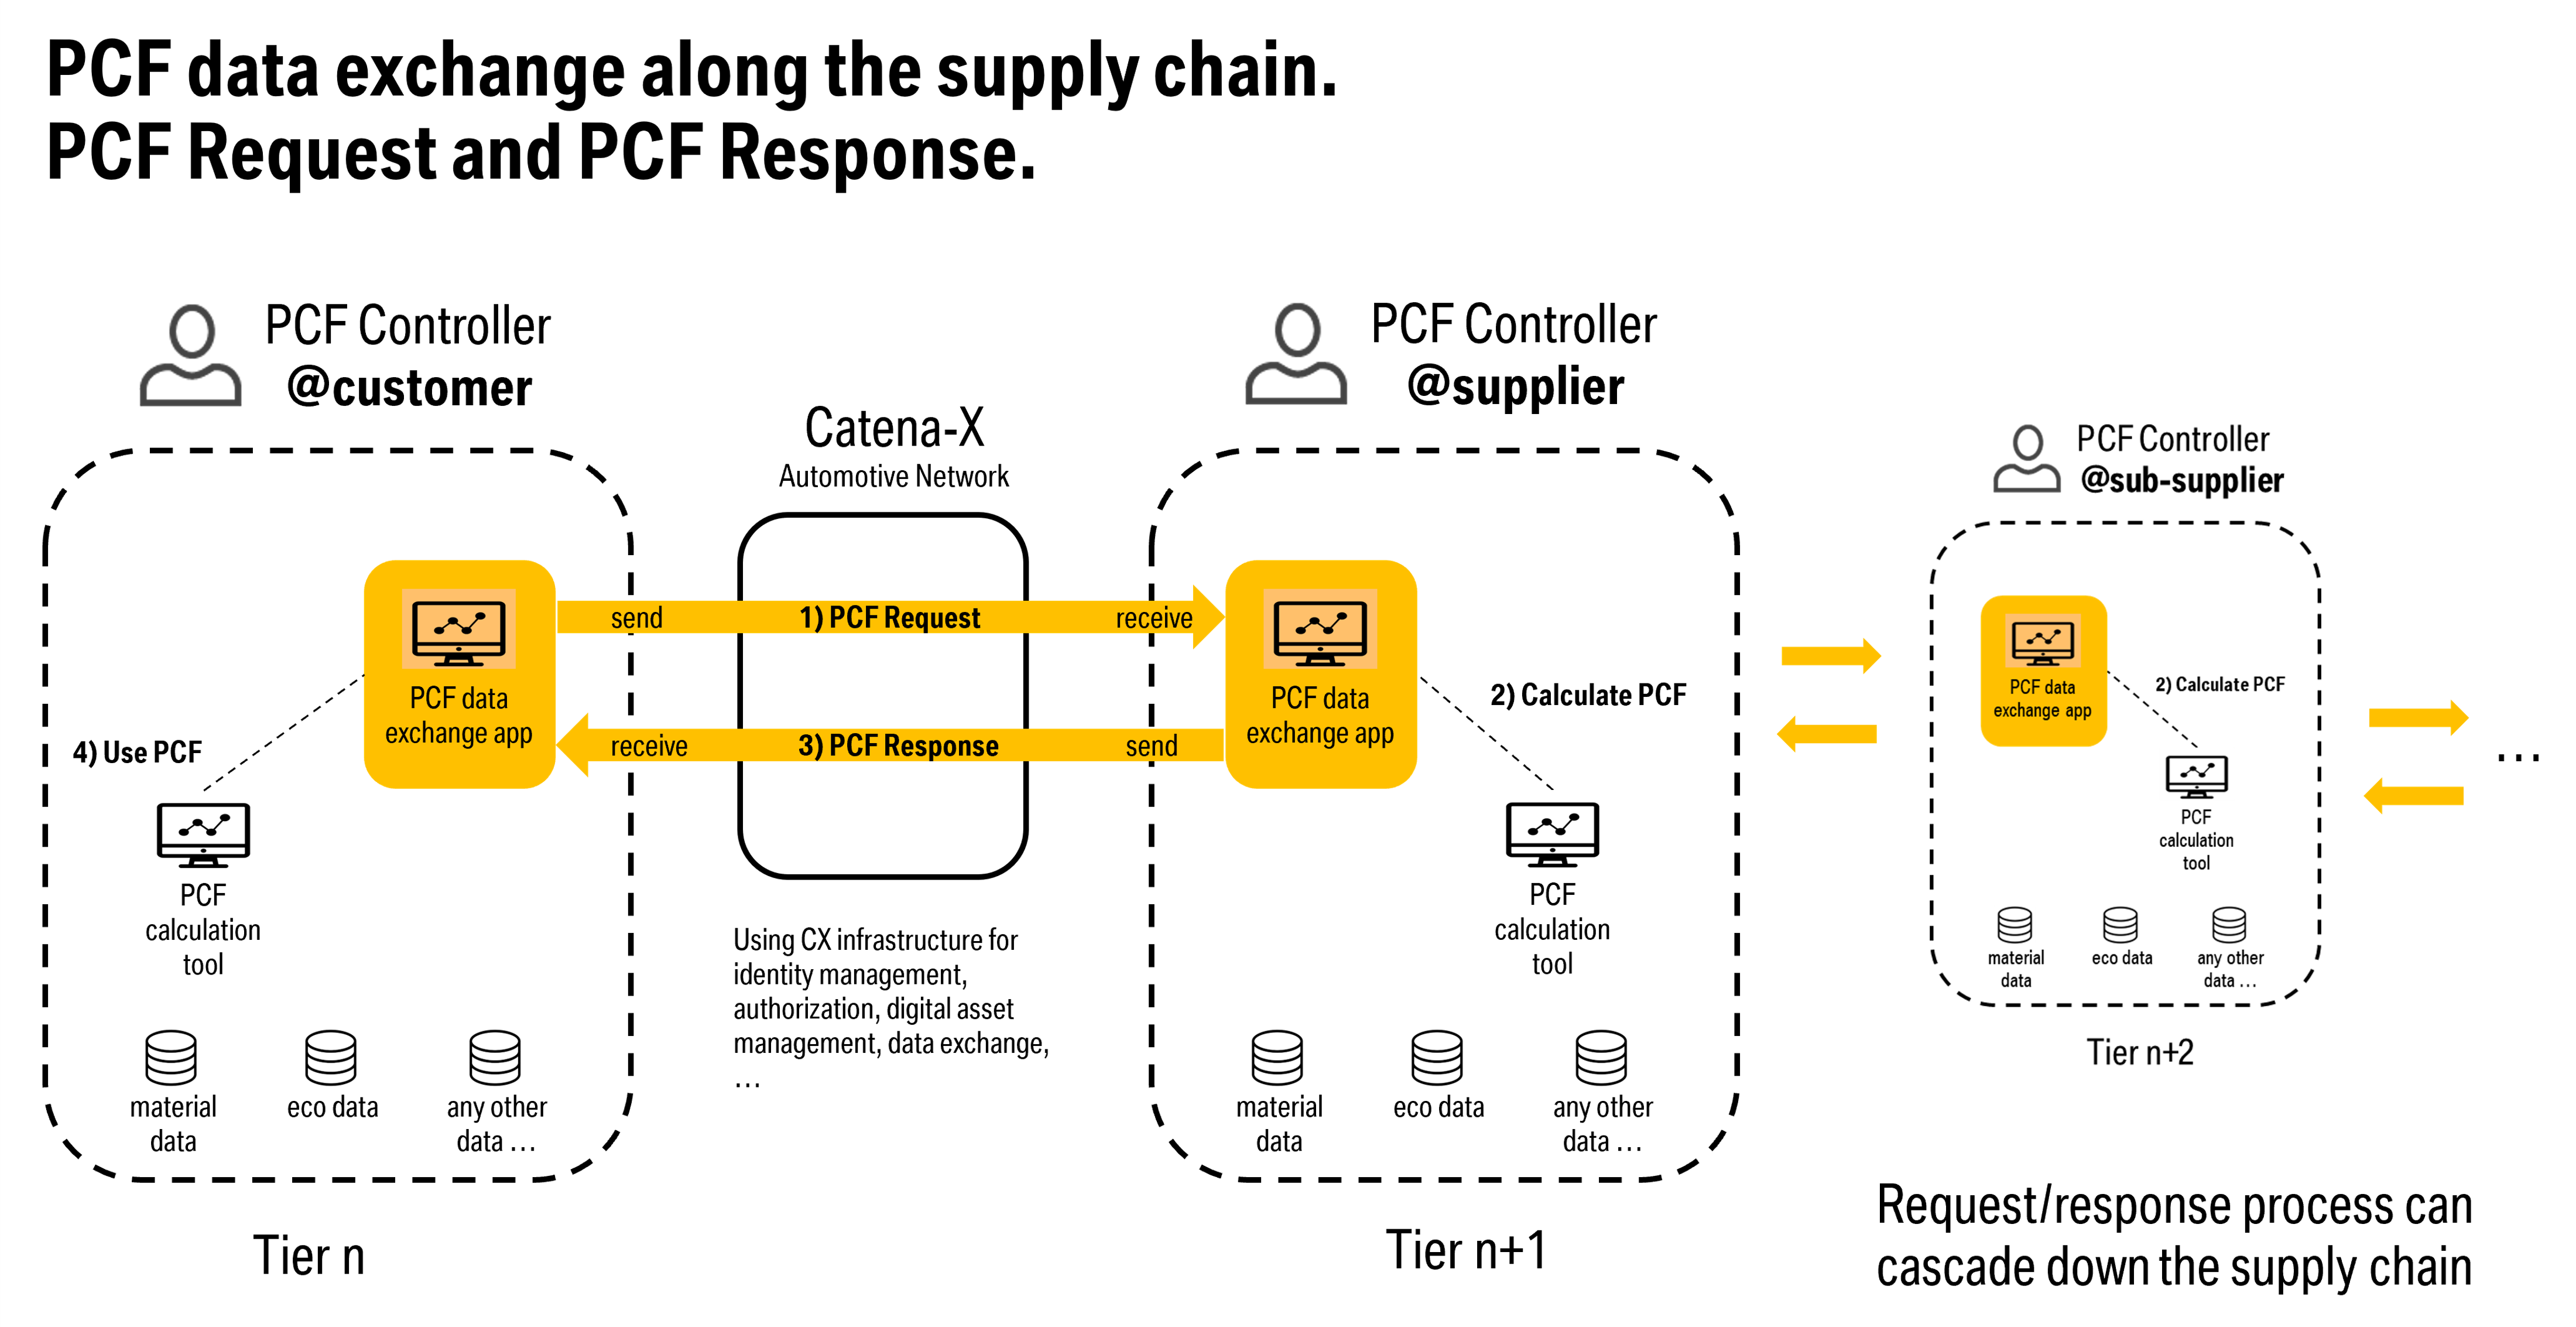 PCF data exchange along the supply chain.
PCF Request and PCF Response.
PCF Controller
@customer
PCF Controller
@supplier
PCF Controller
@sub-supplier
Catena-X
Automotive Network
send
1) PCF Request
receive
receive
3) PCF Response
send
PCF data
exchange app
4) Use PCF
PCF
calculation
tool
material
data
eco data
any other
data ...
Tier n
Using CX infrastructure for
identity management,
authorization, digital asset
management, data exchange,
...
PCF data
exchange app
2) Calculate PCF
PCF
calculation
tool
material
data
eco data
any other
data ...
Tier n+1
PCF data
exchange app
2) Calculate PCF
PCF
calculation
tool
material
data
eco data
any other
data ...
Tier n+2
...
Request/response process can
cascade down the supply chain